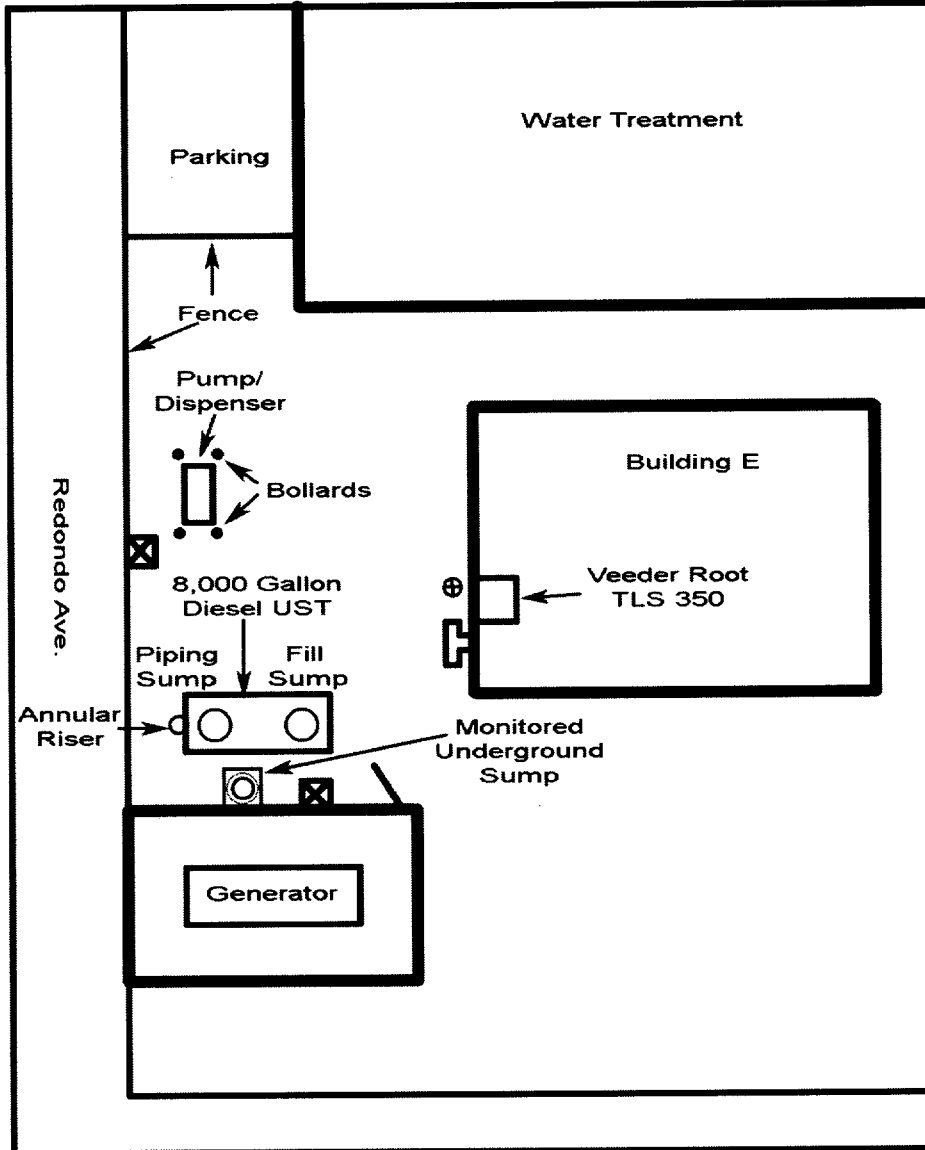 Water Treatment
Parking
Fence
Pump/
Dispenser
Bollards
Building E
Redondo Ave.
8,000 Gallon
Diesel UST
Veeder Root
TLS 350
Piping
Sump
Fill
Sump
Annular
Riser
Monitored
Underground
Sump
Generator